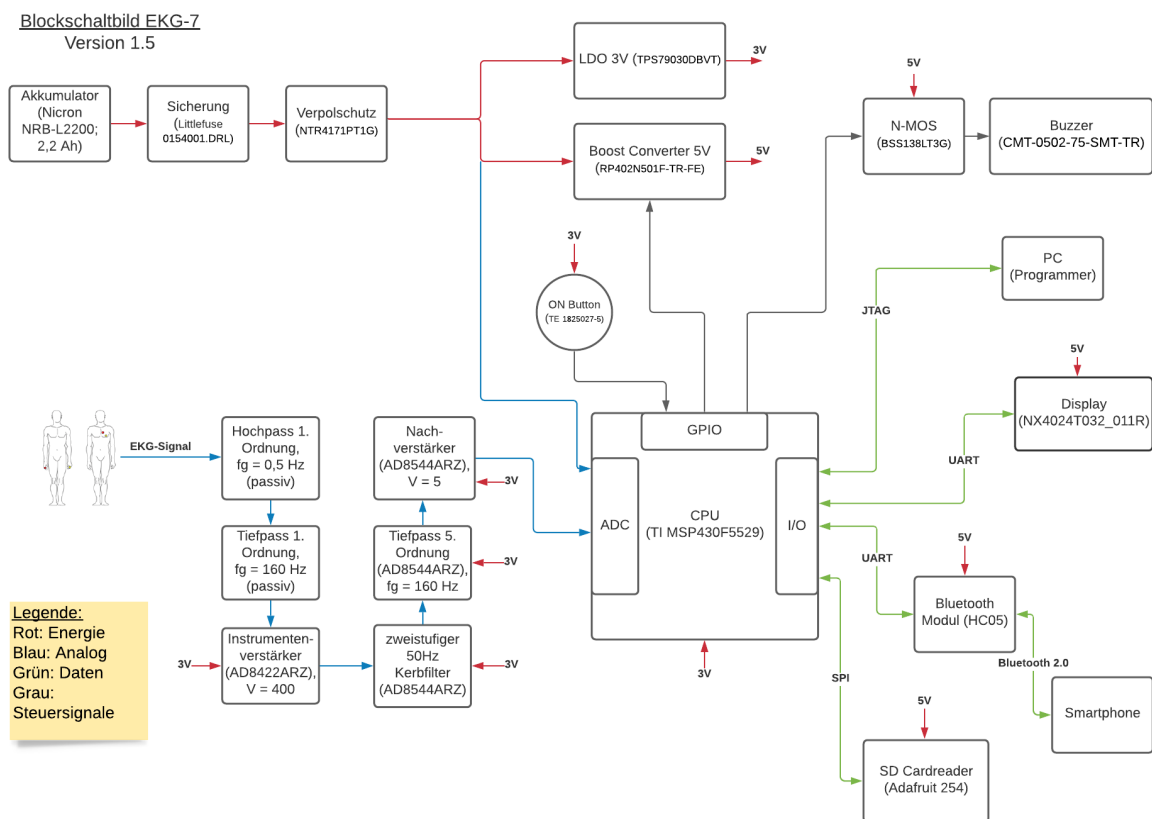 Blockschaltbild EKG-7
Version 1.5
Akkumulator
(Nicron
NRB-L2200;
2,2 Ah)
Sicherung
(Littlefuse
0154001.DRL)
Verpolschutz
(NTR4171PT1G)
LDO 3V (TPS79030DBVT)
3V
Boost Converter 5V
(RP402N501F-TR-FE)
5V
5V
N-MOS
(BSS138LT3G)
Buzzer
(CMT-0502-75-SMT-TR)
3V
ON Button
(TE 1825027-5)
PC
(Programmer)
JTAG
5V
Display
(NX4024T032_011R)
UART
EKG-Signal
Hochpass 1.
Ordnung,
fg = 0,5 Hz
(passiv)
Tiefpass 1.
Ordnung,
fg = 160 Hz
(passiv)
3V
Instrumenten-
verstärker
(AD8422ARZ),
V = 400
zweistufiger
50Hz
Kerbfilter
(AD8544ARZ)
3V
Tiefpass 5.
Ordnung
(AD8544ARZ),
fg = 160 Hz
3V
Nach-
verstärker
(AD8544ARZ),
V = 5
3V
GPIO
ADC
CPU
(TI MSP430F5529)
I/O
3V
UART
5V
Bluetooth
Modul (HC05)
Bluetooth 2.0
Smartphone
SPI
5V
SD Cardreader
(Adafruit 254)
Legende:
Rot: Energie
Blau: Analog
Grün: Daten
Grau:
Steuersignale